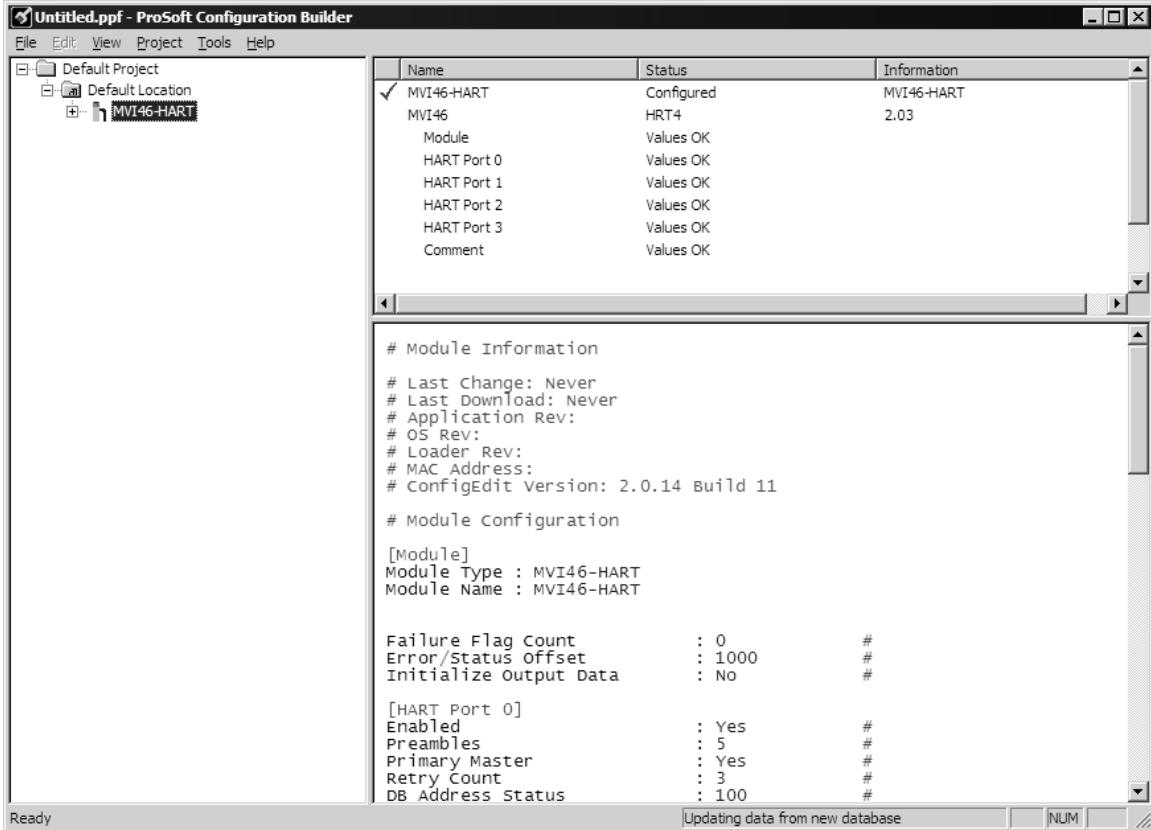 Untitled.ppf - ProSoft Configuration Builder
File Edit View Project Tools Help
Default Project
Default Location
MVI46-HART
Name Status Information
MVI46-HART Configured MVI46-HART
MVI46 HRT4 2.03
Module Values OK
HART Port 0 Values OK
HART Port 1 Values OK
HART Port 2 Values OK
HART Port 3 Values OK
Comment Values OK
# Module Information
# Last Change: Never
# Last Download: Never
# Application Rev:
# OS Rev:
# Loader Rev:
# MAC Address:
# ConfigEdit Version: 2.0.14 Build 11
# Module Configuration
[Module]
Module Type : MVI46-HART
Module Name : MVI46-HART
Failure Flag Count : 0 #
Error/Status Offset : 1000 #
Initialize Output Data : No #
[HART Port 0]
Enabled : Yes #
Preambles : 5 #
Primary Master : Yes #
Retry Count : 3 #
DB Address Status : 100 #
Ready Updating data from new database NUM